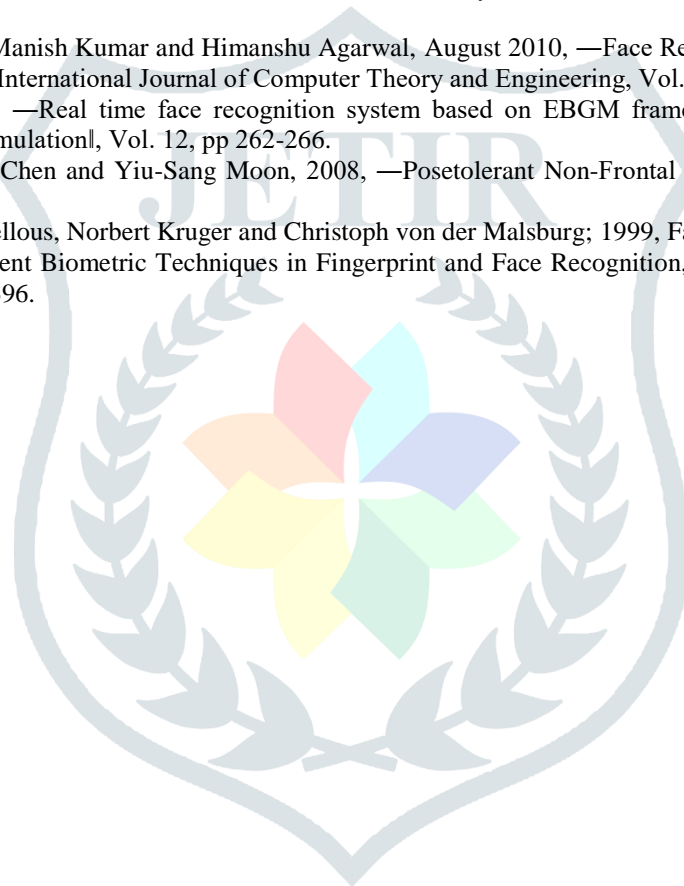 Manish Kumar and Himanshu Agarwal, August 2010, ―Face Re
International Journal of Computer Theory and Engineering, Vol.
―Real time face recognition system based on EBGM frame
mulation‖, Vol. 12, pp 262-266.
Chen and Yiu-Sang Moon, 2008, ―Posetolerant Non-Frontal
ellous, Norbert Kruger and Christoph von der Malsburg; 1999, Fa
ent Biometric Techniques in Fingerprint and Face Recognition,
96.
JETIR